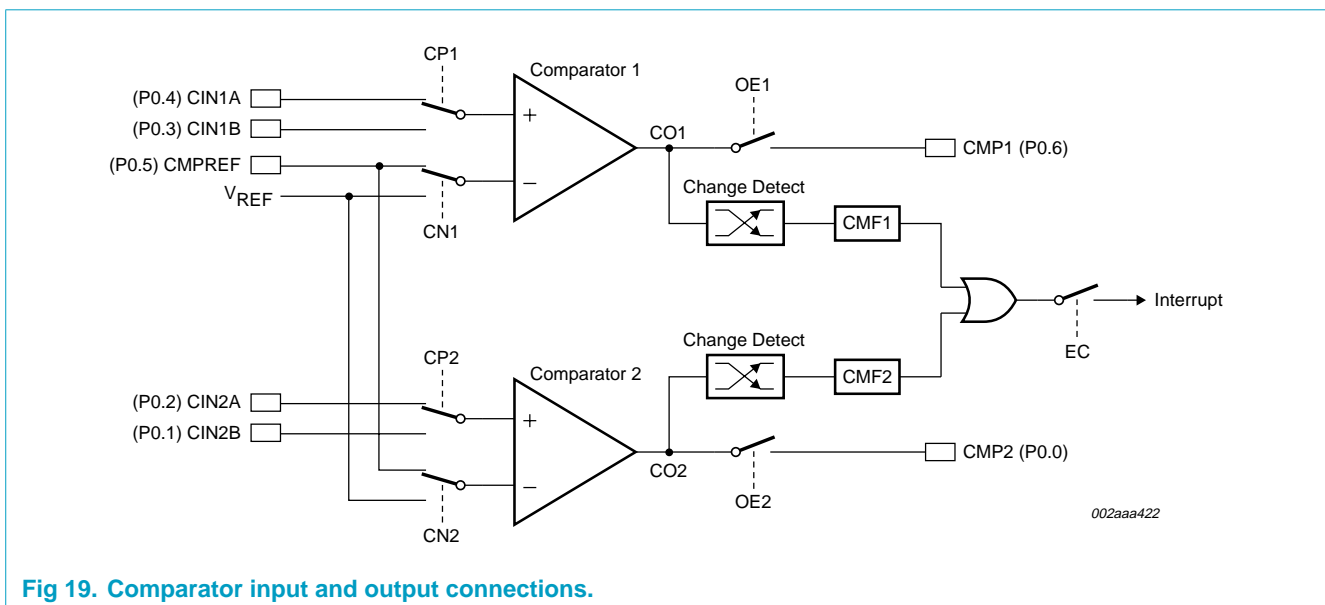 CP1
Comparator 1
OE1
(P0.4) CIN1A
(P0.3) CIN1B
(P0.5) CMPREF
VREF
+
−
CO1
CMP1 (P0.6)
CN1
Change Detect
CMF1
Interrupt
EC
Change Detect
CMF2
CP2
Comparator 2
(P0.2) CIN2A
(P0.1) CIN2B
+
−
CO2
CMP2 (P0.0)
OE2
CN2
002aaa422
Fig 19. Comparator input and output connections.